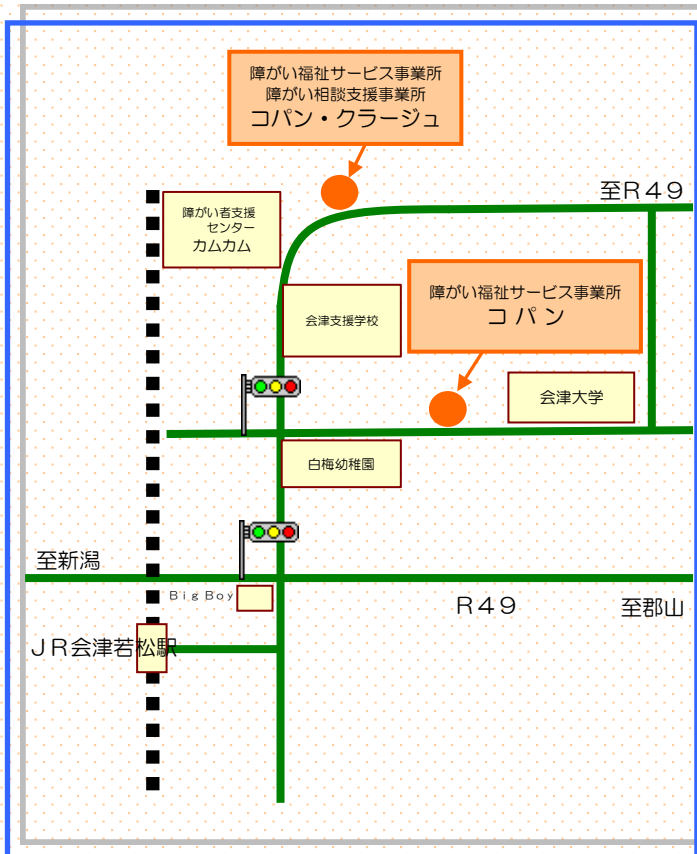 障がい福祉サービス事業所
障がい相談支援事業所
コパン・クラージュ
至R４９
障がい者支援
センター
カムカム
障がい福祉サービス事業所
コ パ ン
会津支援学校
会津大学
白梅幼稚園
至新潟
Ｂｉｇ Ｂｏｙ
Ｒ４９
至郡山
ＪＲ会津若松駅